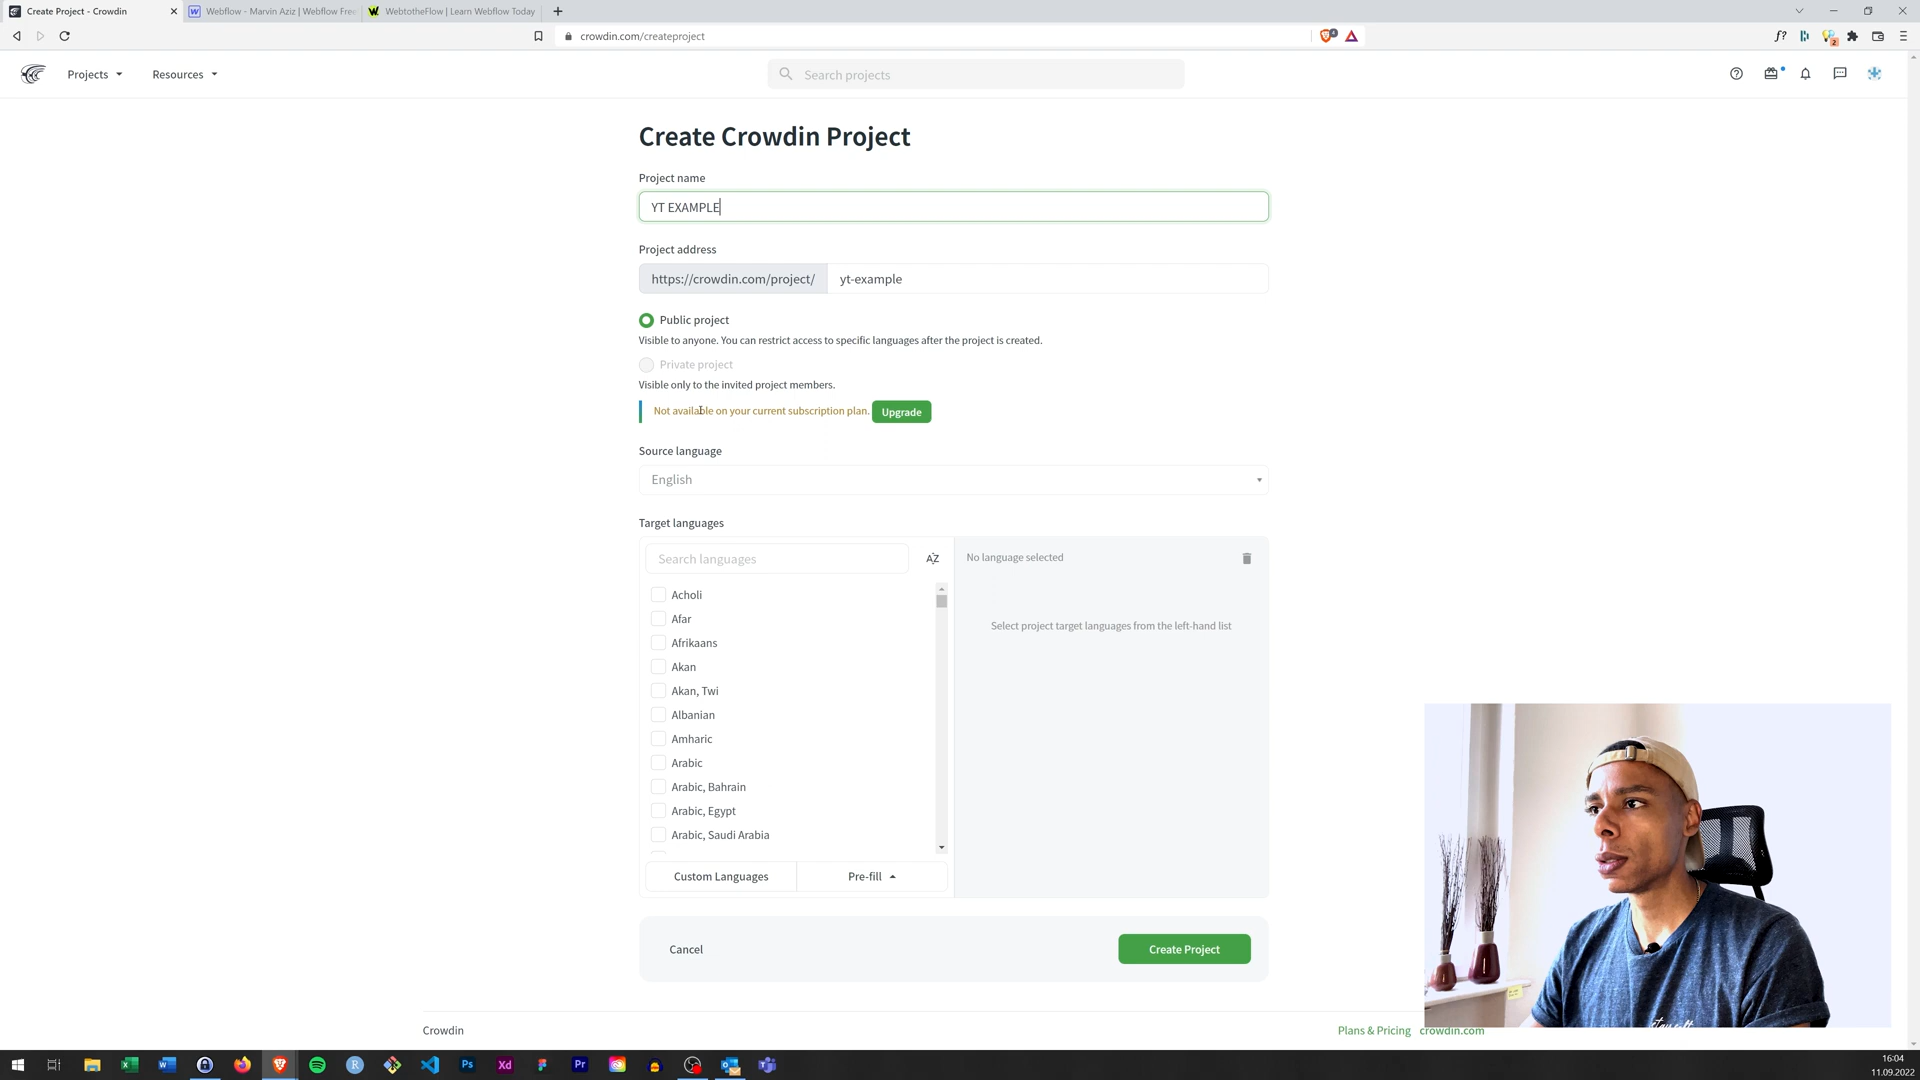 Create Project - Crowdin
Webflow - Marvin Aziz | Webflow Fre
WebtotheFlow | Learn Webflow Today
crowdin.com/createproject
4
f?
2
Projects
Resources
Search projects
Create Crowdin Project
Project name
YT EXAMPLE
Project address
https://crowdin.com/project/
yt-example
Public project
Visible to anyone. You can restrict access to specific languages after the project is created.
Private project
Visible only to the invited project members.
Not available on your current subscription plan. Upgrade
Source language
English
Target languages
Search languages
AZ
No language selected
Select project target languages from the left-hand list
Acholi
Afar
Afrikaans
Akan
Akan, Twi
Albanian
Amharic
Arabic
Arabic, Bahrain
Arabic, Egypt
Arabic, Saudi Arabia
Custom Languages
Pre-fill
Cancel
Create Project
Crowdin
Plans & Pricing
crowdin.com
Ps
Xd
Pr
16:04
11.09.2022